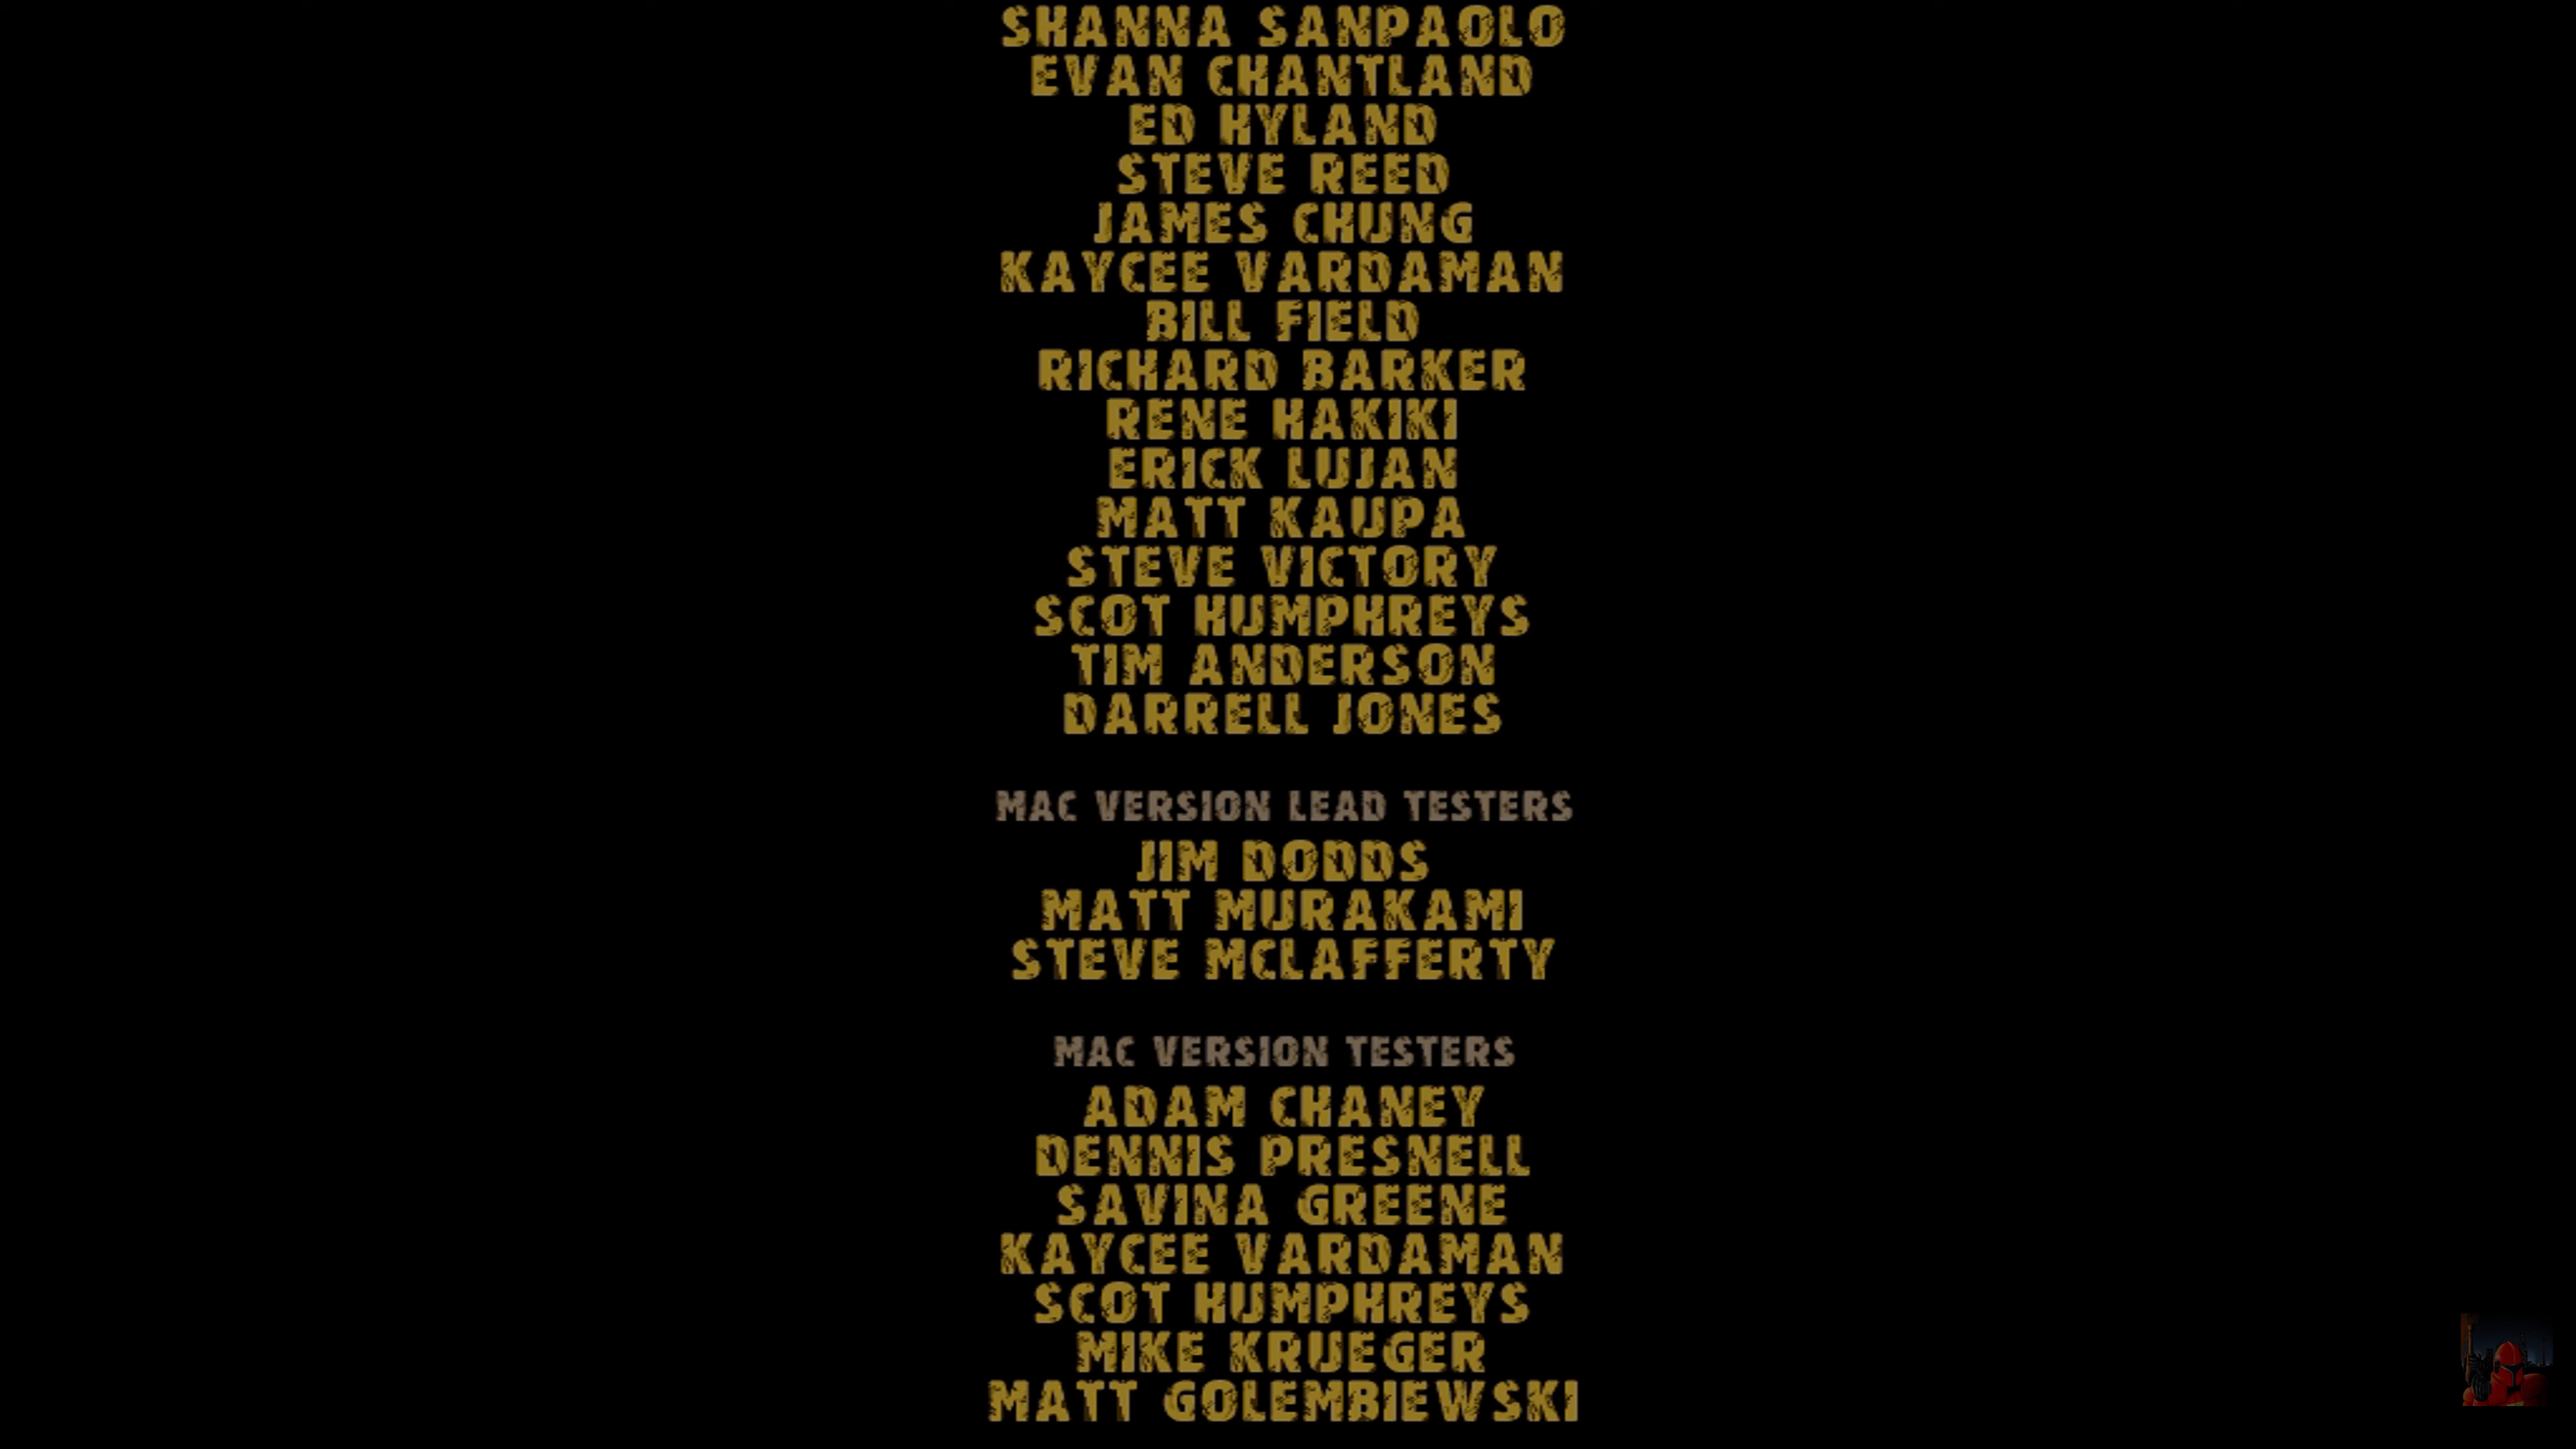 SHANNA SANPAOLO
EVAN CHANTLAND
ED HYLAND
STEVE REED
JAMES CHUNG
KAYCEE VARDAMAN
BILL FIELD
RICHARD BARKER
RENE HAKIKI
ERICK LUJAN
MATT KAUPA
STEVE VICTORY
SCOT HUMPHREYS
TIM ANDERSON
DARRELL JONES
MAC VERSION LEAD TESTERS
JIM DODDS
MATT MURAKAMI
STEVE MCLAFFERTY
MAC VERSION TESTERS
ADAM CHANEY
DENNIS PRESNELL
SAVINA GREENE
KAYCEE VARDAMAN
SCOT HUMPHREYS
MIKE KRUEGER
MATT GOLEMBIEWSKI